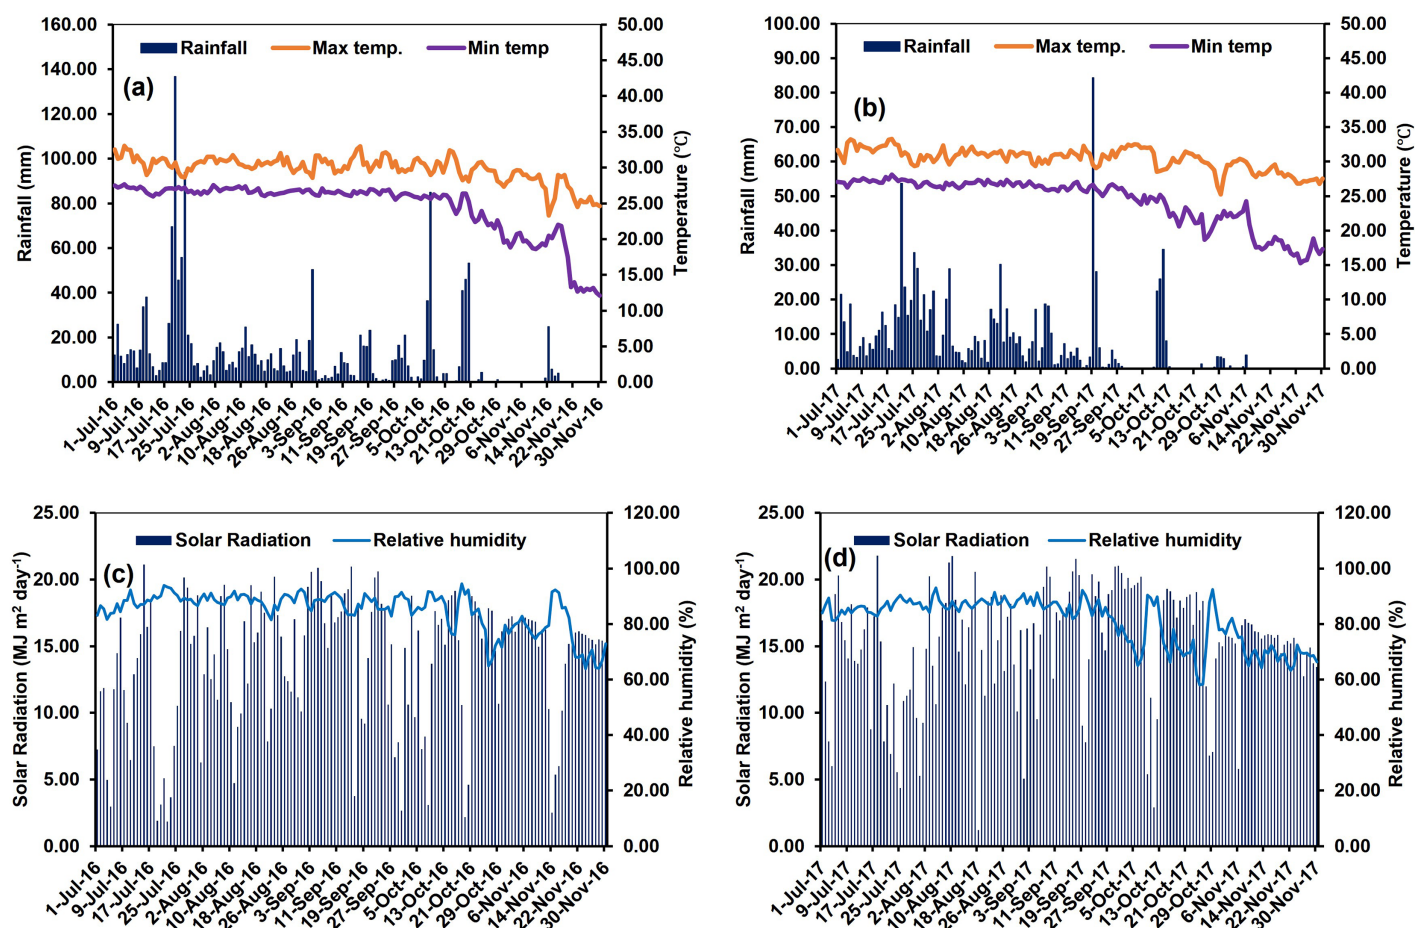 160.00
140.00
120.00
100.00
80.00
60.00
40.00
20.00
0.00
Rainfall (mm)
Rainfall Max temp. Min temp
(a)
50.00
45.00
40.00
35.00
30.00
25.00
20.00
15.00
10.00
5.00
0.00
Temperature (°C)
1-Jul-16
9-Jul-16
17-Jul-16
25-Jul-16
2-Aug-16
10-Aug-16
18-Aug-16
26-Aug-16
3-Sep-16
11-Sep-16
19-Sep-16
27-Sep-16
5-Oct-16
13-Oct-16
21-Oct-16
29-Oct-16
6-Nov-16
14-Nov-16
22-Nov-16
30-Nov-16
100.00
90.00
80.00
70.00
60.00
50.00
40.00
30.00
20.00
10.00
0.00
Rainfall (mm)
Rainfall Max temp. Min temp
(b)
50.00
45.00
40.00
35.00
30.00
25.00
20.00
15.00
10.00
5.00
0.00
Temperature (°C)
1-Jul-17
9-Jul-17
17-Jul-17
25-Jul-17
2-Aug-17
10-Aug-17
18-Aug-17
26-Aug-17
3-Sep-17
11-Sep-17
19-Sep-17
27-Sep-17
5-Oct-17
13-Oct-17
21-Oct-17
29-Oct-17
6-Nov-17
14-Nov-17
22-Nov-17
30-Nov-17
25.00
20.00
15.00
10.00
5.00
0.00
Solar Radiation (MJ m² day⁻¹)
Solar Radiation Relative humidity
(c)
120.00
100.00
80.00
60.00
40.00
20.00
0.00
Relative humidity (%)
1-Jul-16
9-Jul-16
17-Jul-16
25-Jul-16
2-Aug-16
10-Aug-16
18-Aug-16
26-Aug-16
3-Sep-16
11-Sep-16
19-Sep-16
27-Sep-16
5-Oct-16
13-Oct-16
21-Oct-16
29-Oct-16
6-Nov-16
14-Nov-16
22-Nov-16
30-Nov-16
25.00
20.00
15.00
10.00
5.00
0.00
Solar Radiation (MJ m² day⁻¹)
Solar Radiation Relative humidity
(d)
120.00
100.00
80.00
60.00
40.00
20.00
0.00
Relative humidity (%)
1-Jul-17
9-Jul-17
17-Jul-17
25-Jul-17
2-Aug-17
10-Aug-17
18-Aug-17
26-Aug-17
3-Sep-17
11-Sep-17
19-Sep-17
27-Sep-17
5-Oct-17
13-Oct-17
21-Oct-17
29-Oct-17
6-Nov-17
14-Nov-17
22-Nov-17
30-Nov-17